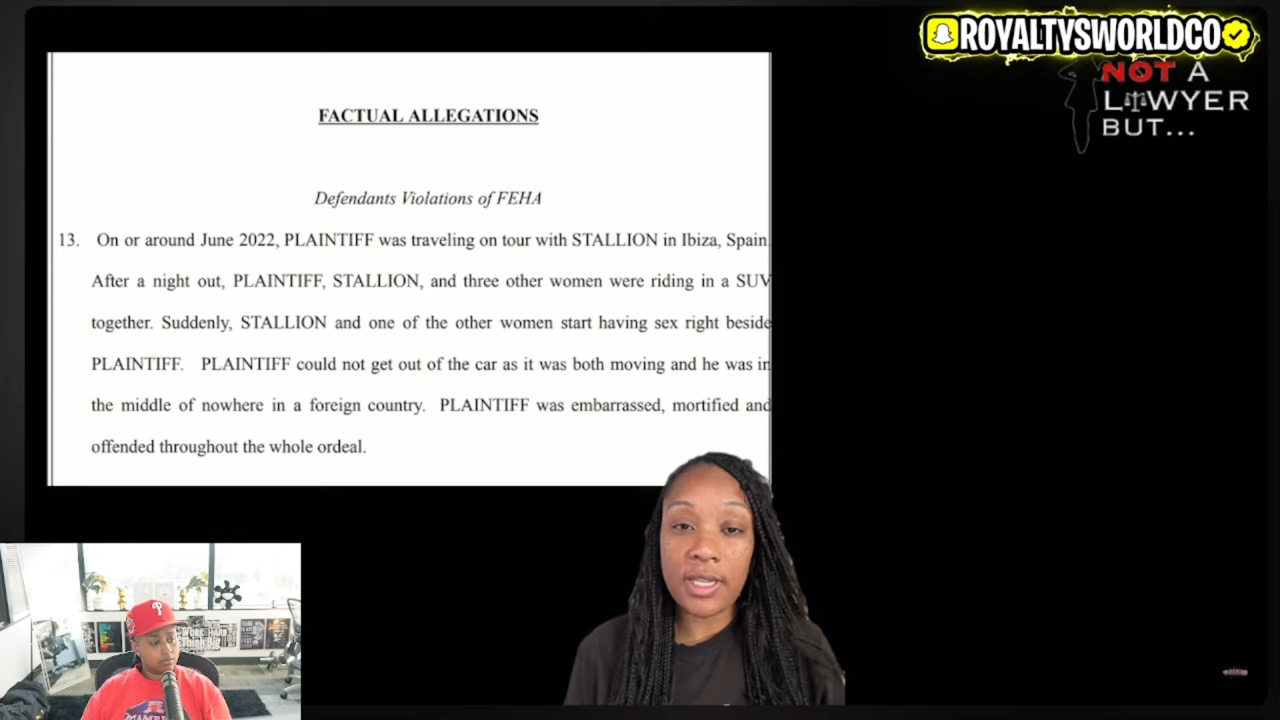 ROYALTYSWORLDCO
NOT A
LAWYER
BUT...
FACTUAL ALLEGATIONS
Defendants Violations of FEHA
13. On or around June 2022, PLAINTIFF was traveling on tour with STALLION in Ibiza, Spain.
After a night out, PLAINTIFF, STALLION, and three other women were riding in a SUV
together. Suddenly, STALLION and one of the other women start having sex right beside
PLAINTIFF. PLAINTIFF could not get out of the car as it was both moving and he was in
the middle of nowhere in a foreign country. PLAINTIFF was embarrassed, mortified and
offended throughout the whole ordeal.
WORK HARD
Think Big
P